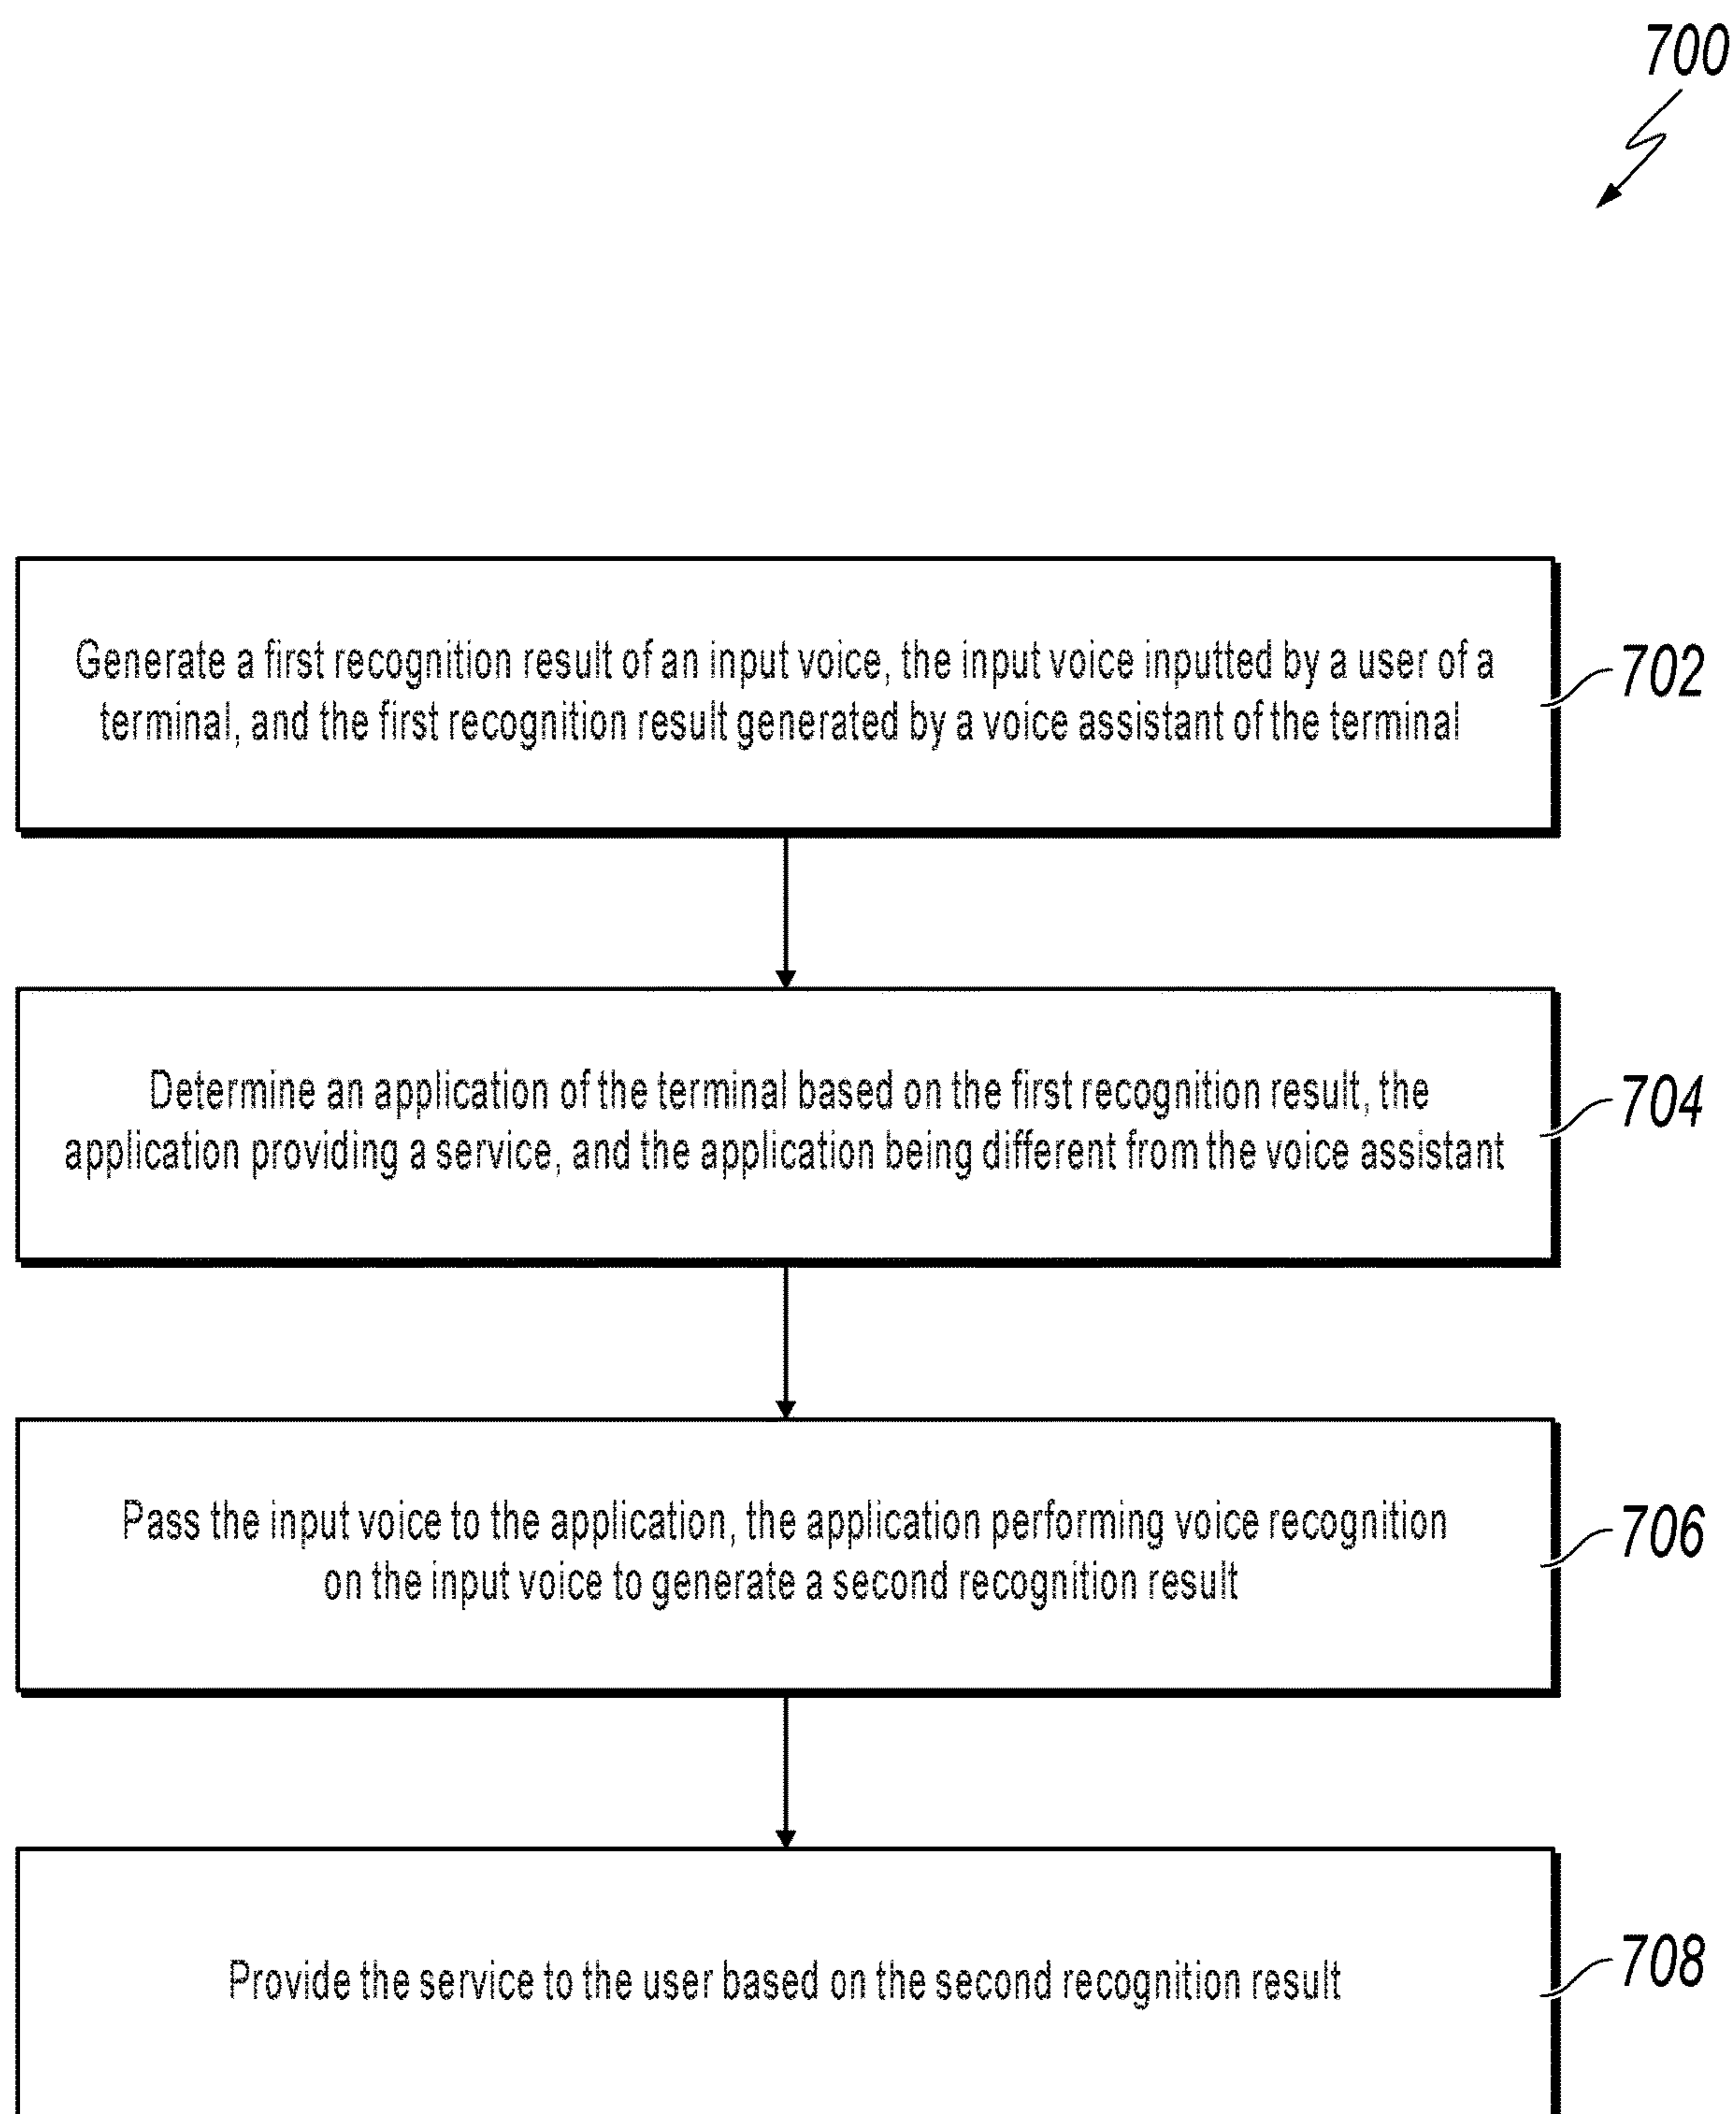 700
Generate a first recognition result of an input voice, the input voice inputted by a user of a
terminal, and the first recognition result generated by a voice assistant of the terminal
702
Determine an application of the terminal based on the first recognition result, the
application providing a service, and the application being different from the voice assistant
704
Pass the input voice to the application, the application performing voice recognition
on the input voice to generate a second recognition result
706
Provide the service to the user based on the second recognition result
708